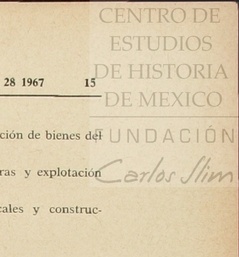 CENTRO DE
ESTUDIOS
DE HISTORIA
DE MEXICO
FUNDACIÓN
Carlos Slim
28 1967 15
ción de bienes del
ras y explotación
cales y construc-